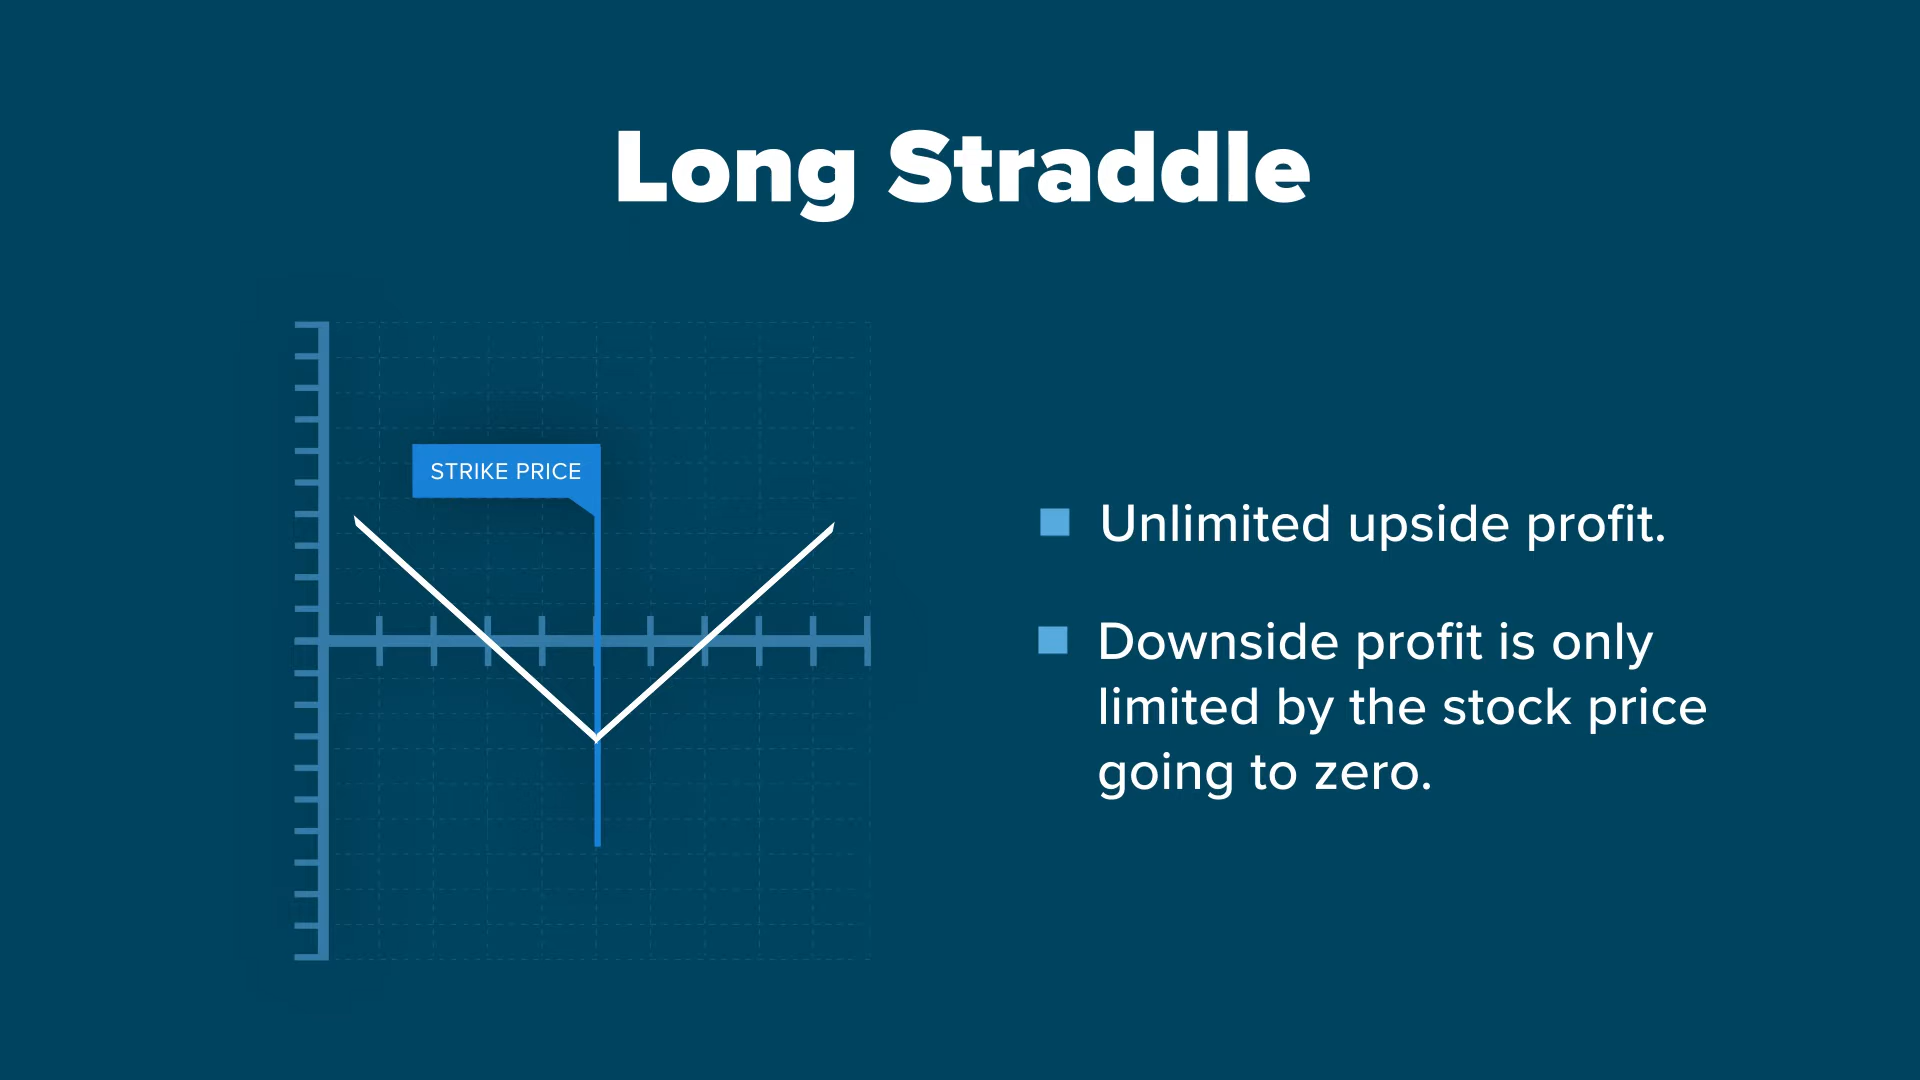 Long Straddle
STRIKE PRICE
Unlimited upside profit.
Downside profit is only
limited by the stock price
going to zero.